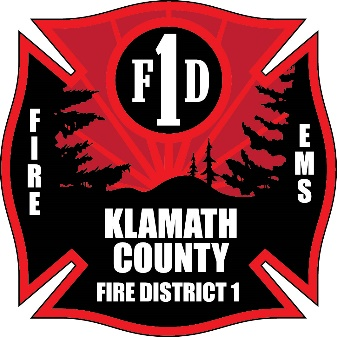 F1D
FIRE
EMS
KLAMATH
COUNTY
FIRE DISTRICT 1